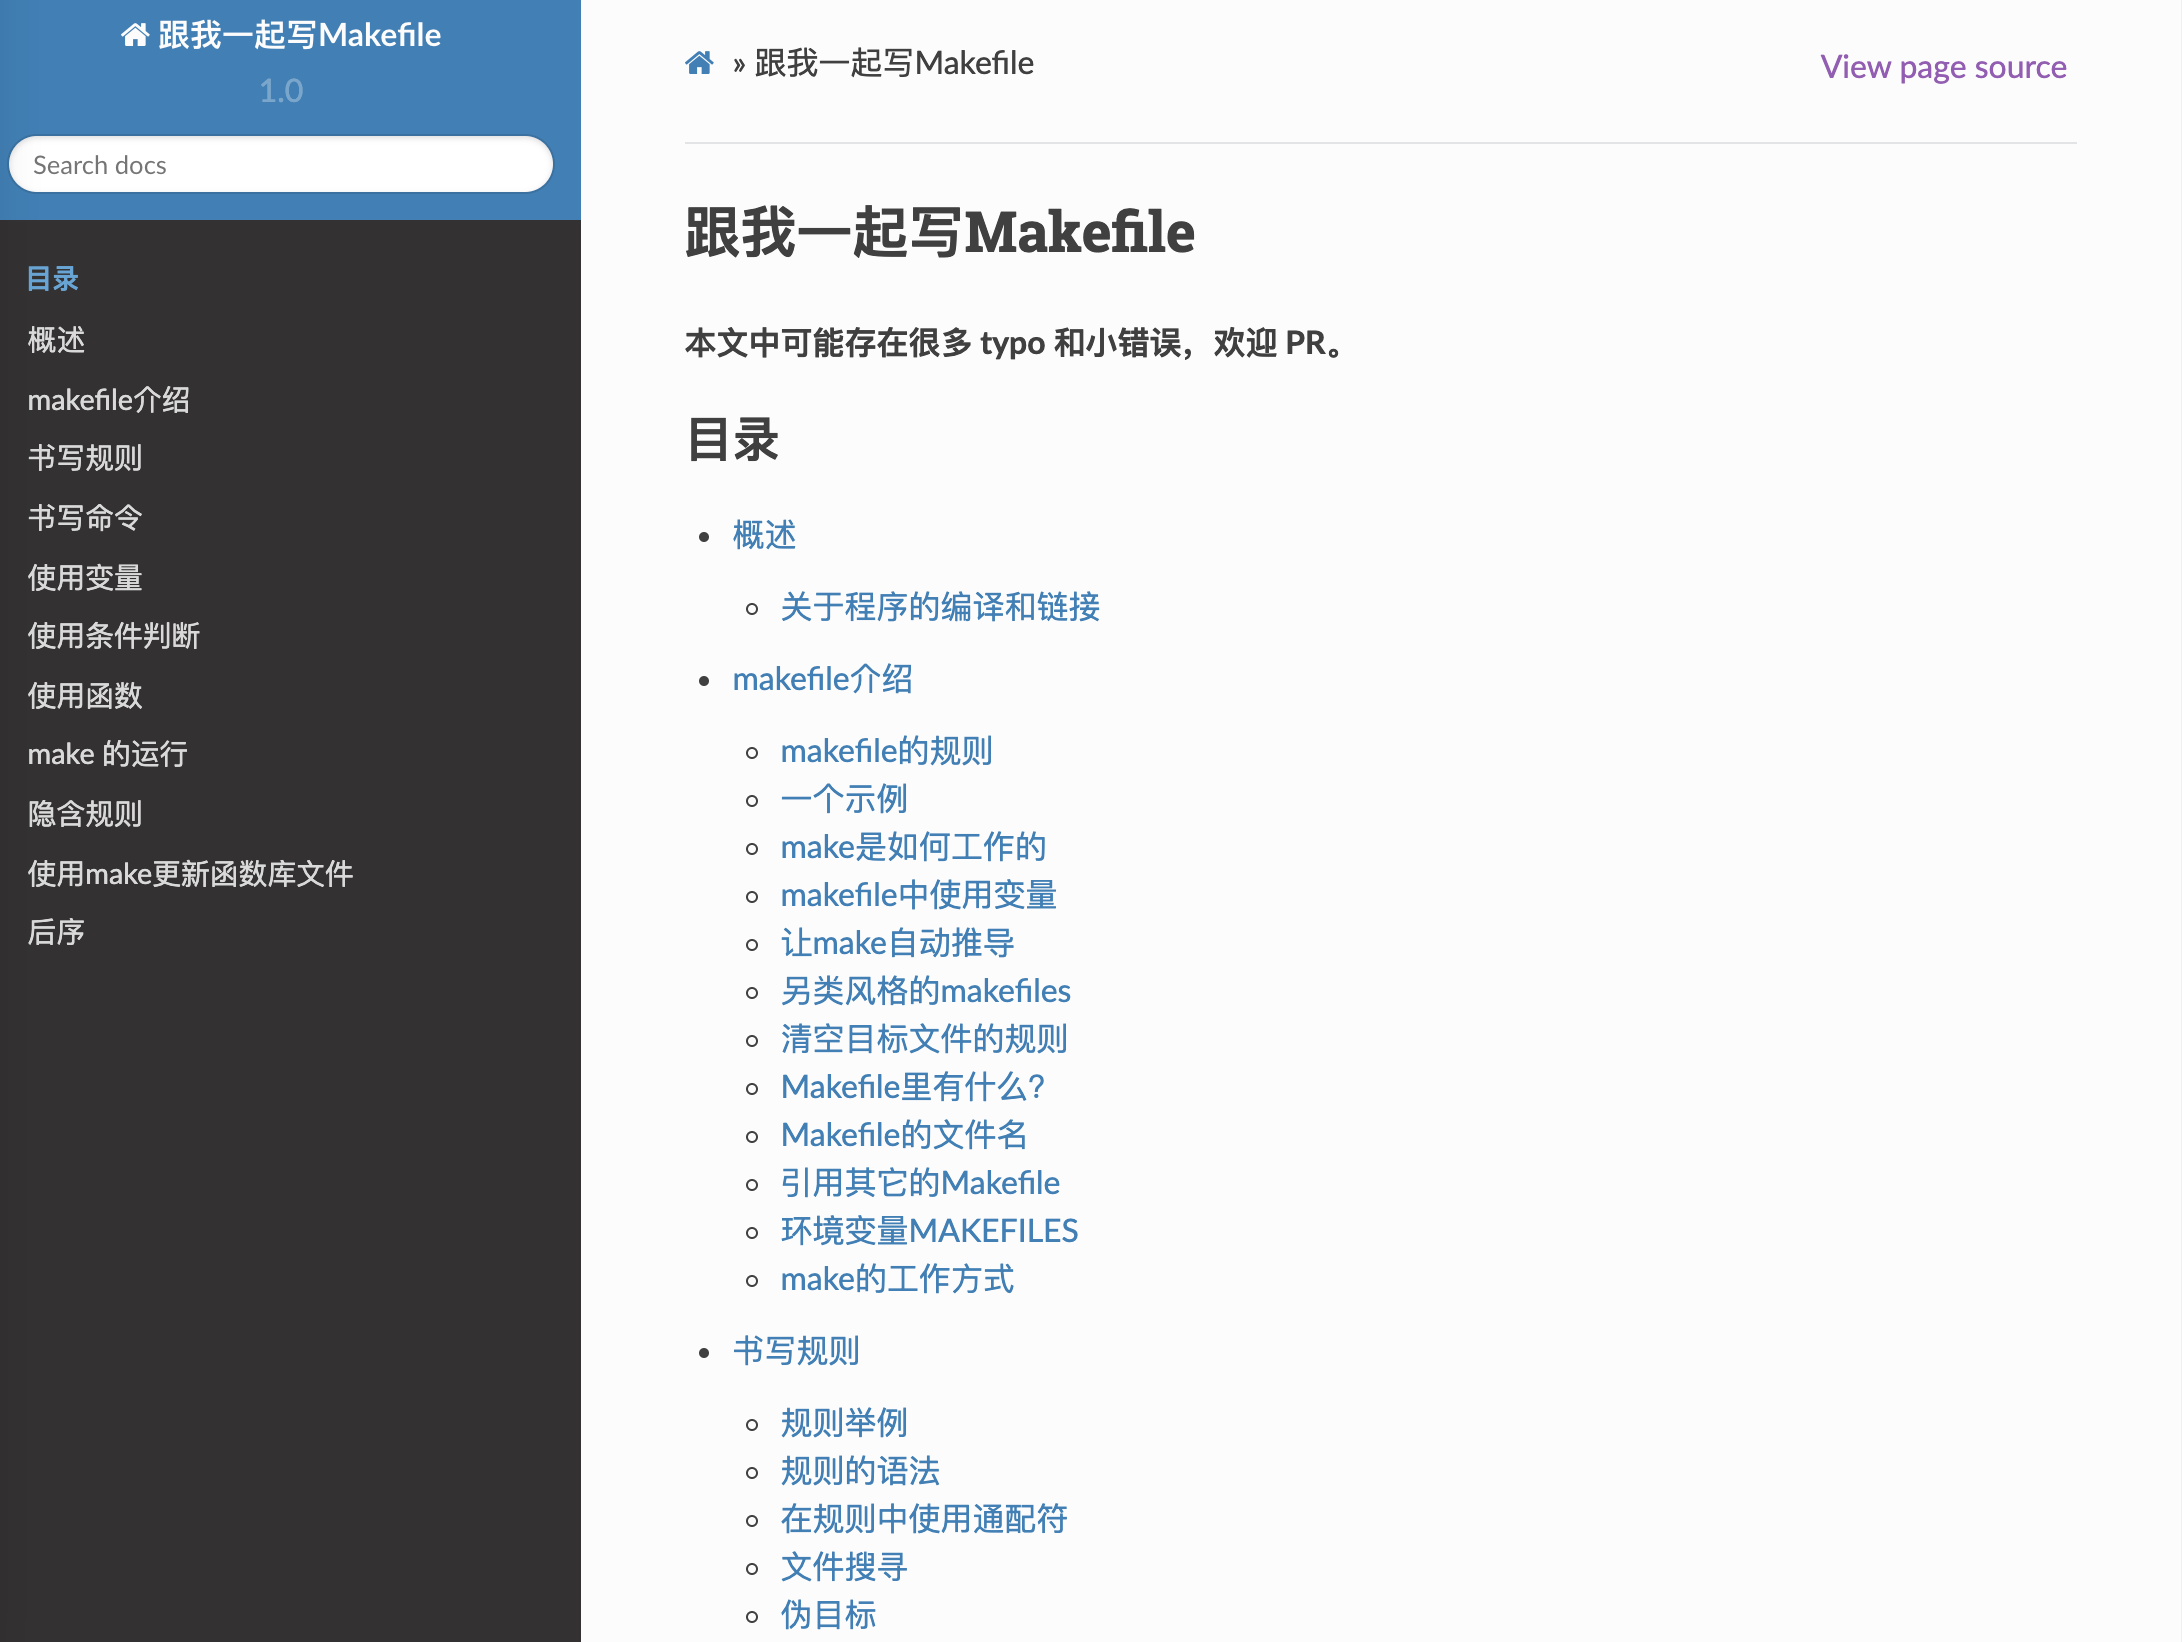 跟我一起写Makefile
1.0
Search docs
目录
概述
makefile介绍
书写规则
书写命令
使用变量
使用条件判断
使用函数
make 的运行
隐含规则
使用make更新函数库文件
后序
» 跟我一起写Makefile
View page source
跟我一起写Makefile
本文中可能存在很多 typo 和小错误，欢迎 PR。
目录
概述
关于程序的编译和链接
makefile介绍
makefile的规则
一个示例
make是如何工作的
makefile中使用变量
让make自动推导
另类风格的makefiles
清空目标文件的规则
Makefile里有什么？
Makefile的文件名
引用其它的Makefile
环境变量MAKEFILES
make的工作方式
书写规则
规则举例
规则的语法
在规则中使用通配符
文件搜寻
伪目标